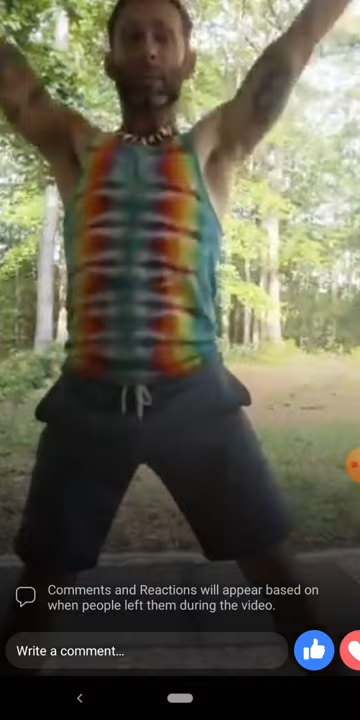 Comments and Reactions will appear based on
when people left them during the video.
Write a comment...